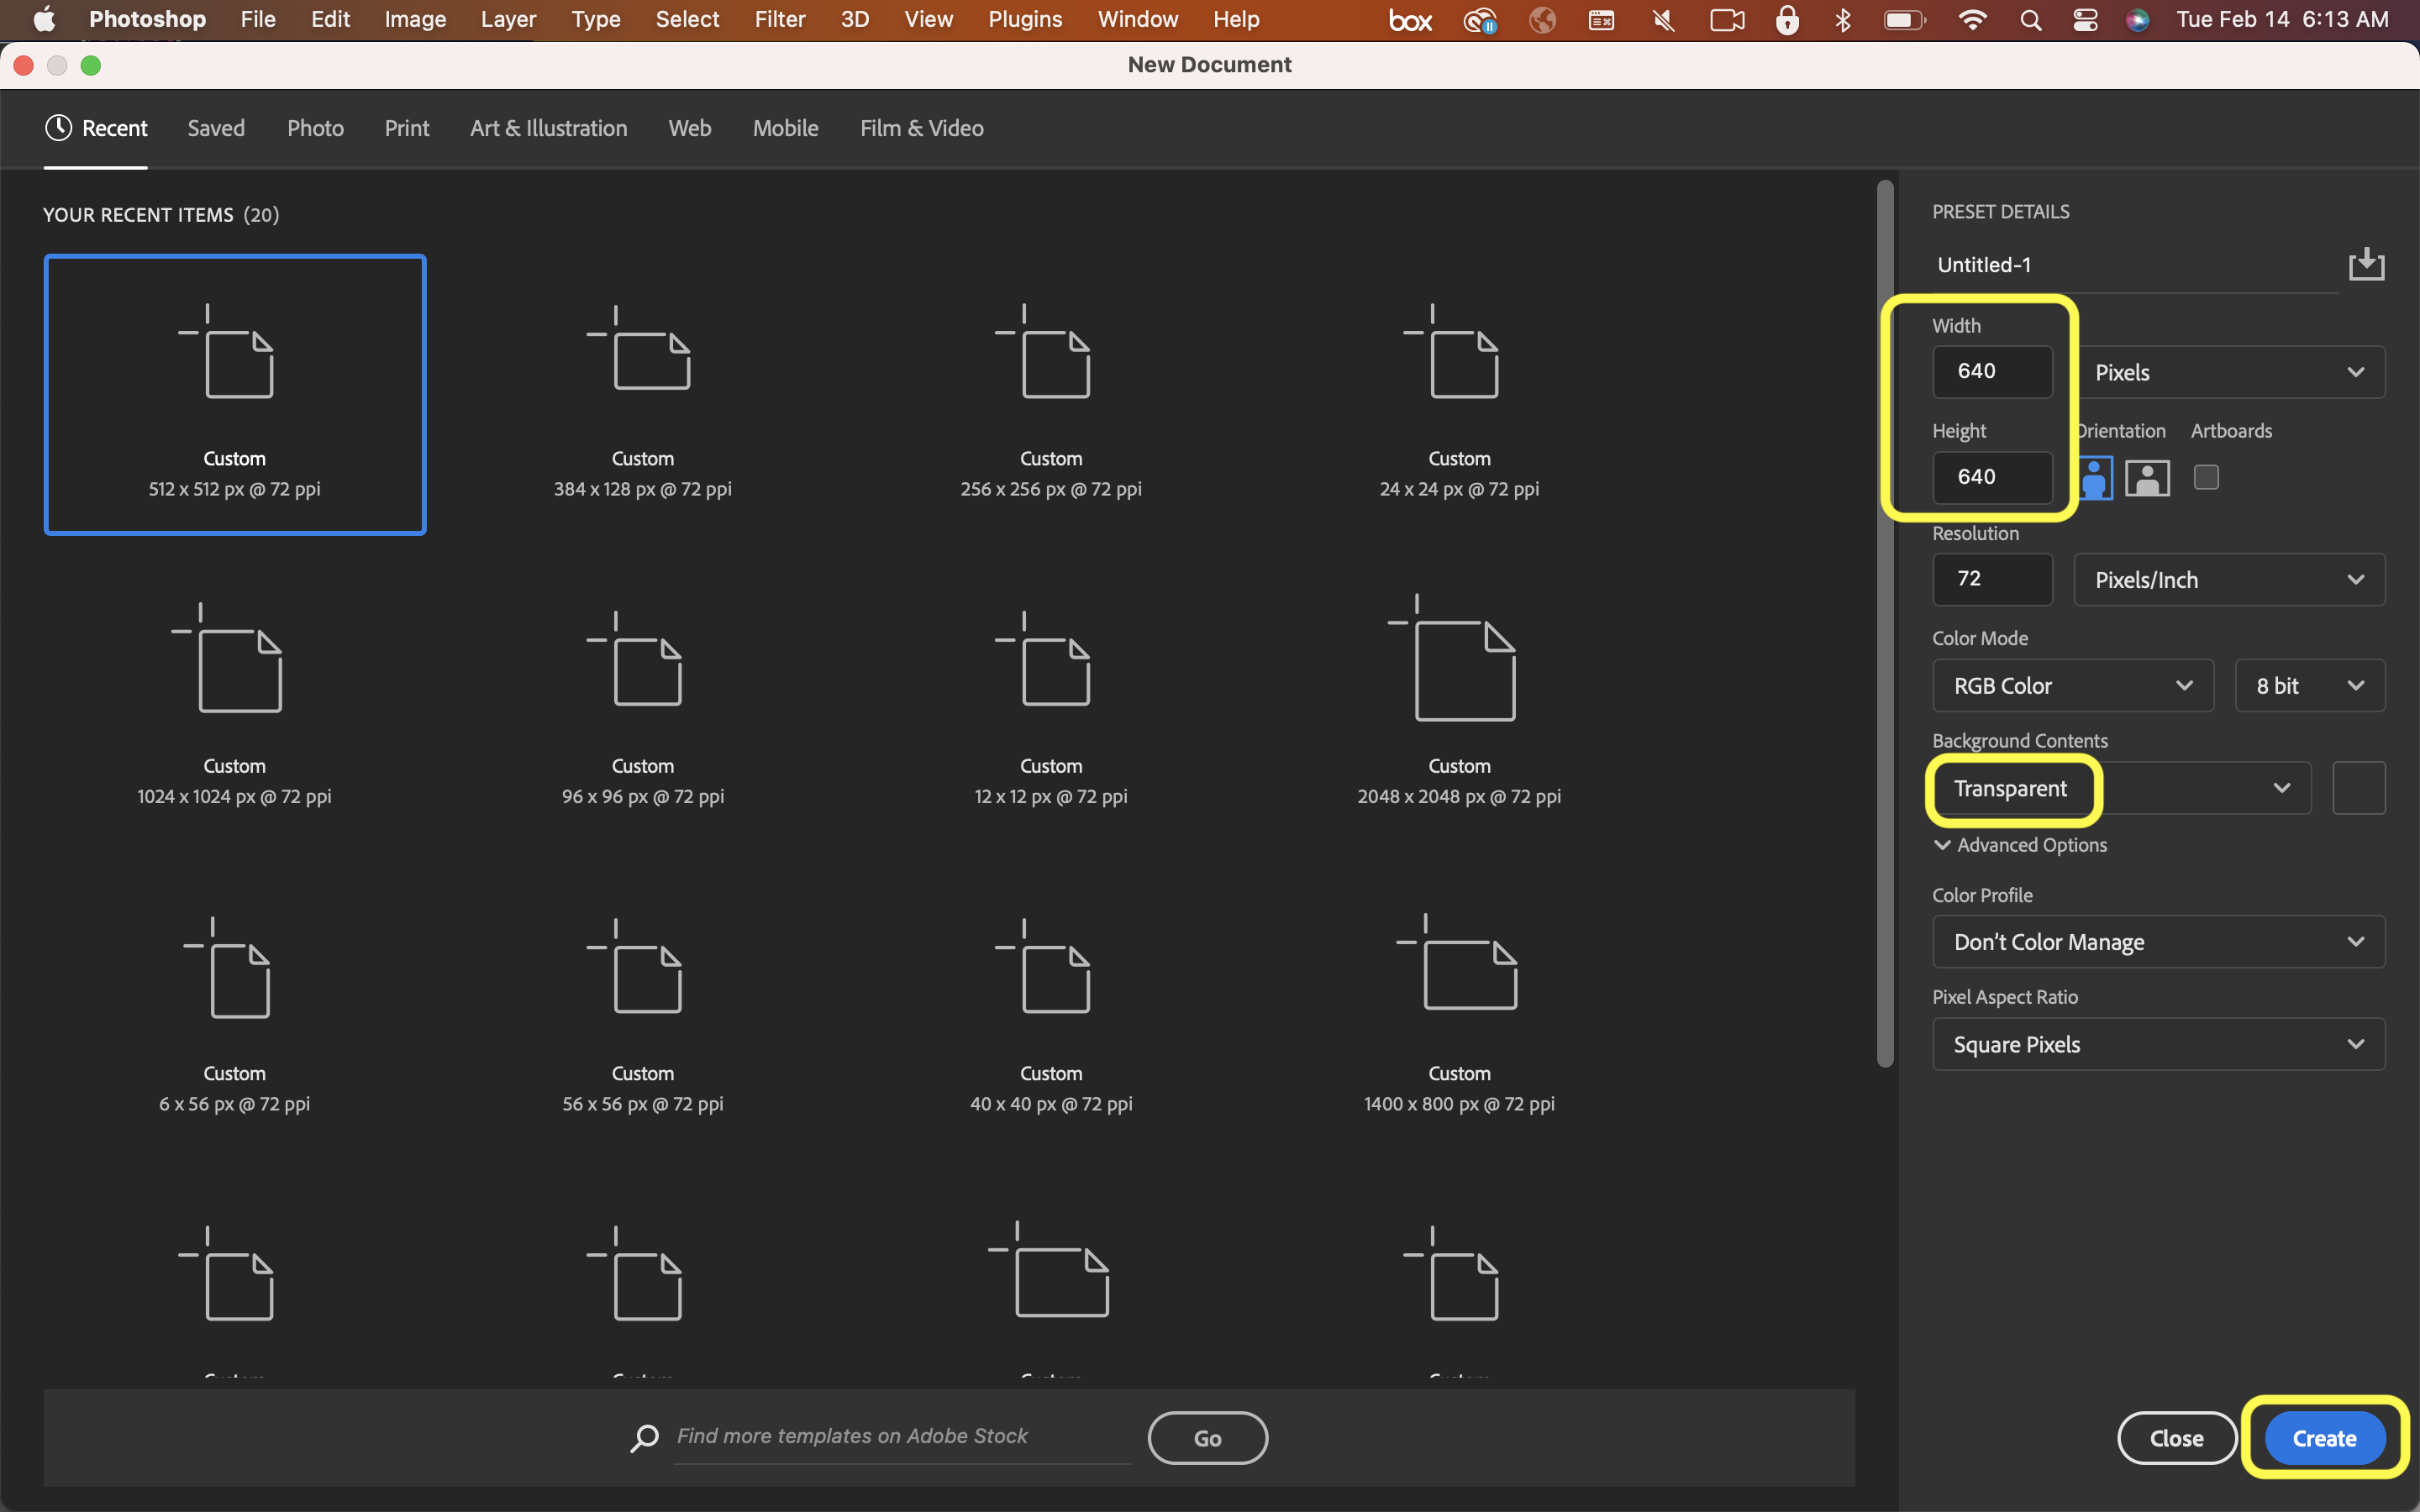 Photoshop File Edit Image Layer Type Select Filter 3D View Plugins Window Help box Tue Feb 14 6:13 AM
New Document
Recent Saved Photo Print Art & Illustration Web Mobile Film & Video
YOUR RECENT ITEMS (20)
Custom
512 x 512 px @ 72 ppi
Custom
384 x 128 px @ 72 ppi
Custom
256 x 256 px @ 72 ppi
Custom
24 x 24 px @ 72 ppi
Custom
1024 x 1024 px @ 72 ppi
Custom
96 x 96 px @ 72 ppi
Custom
12 x 12 px @ 72 ppi
Custom
2048 x 2048 px @ 72 ppi
Custom
6 x 56 px @ 72 ppi
Custom
56 x 56 px @ 72 ppi
Custom
40 x 40 px @ 72 ppi
Custom
1400 x 800 px @ 72 ppi
Find more templates on Adobe Stock Go
PRESET DETAILS
Untitled-1
Width
640 Pixels
Height Orientation Artboards
640
Resolution
72 Pixels/Inch
Color Mode
RGB Color 8 bit
Background Contents
Transparent
Advanced Options
Color Profile
Don't Color Manage
Pixel Aspect Ratio
Square Pixels
Close Create